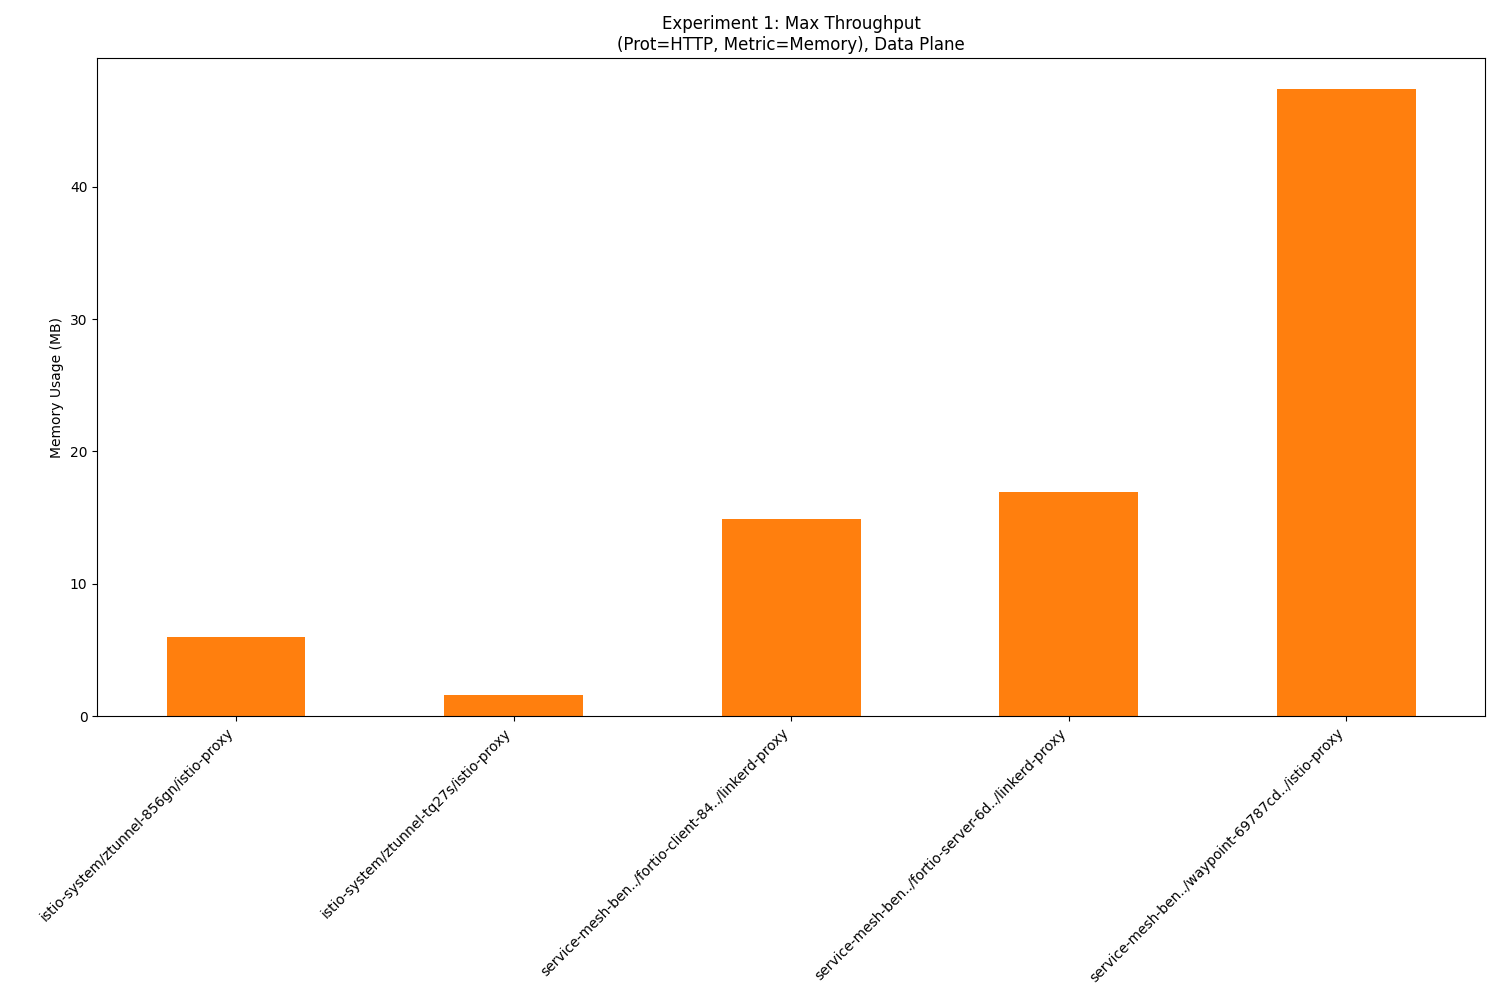 Experiment 1: Max Throughput
(Prot=HTTP, Metric=Memory), Data Plane
Memory Usage (MB)
40
30
20
10
0
istio-system/ztunnel-856gn/istio-proxy
istio-system/ztunnel-tq27s/istio-proxy
service-mesh-ben../fortio-client-84../linkerd-proxy
service-mesh-ben../fortio-server-6d../linkerd-proxy
service-mesh-ben../waypoint-69787cd../istio-proxy